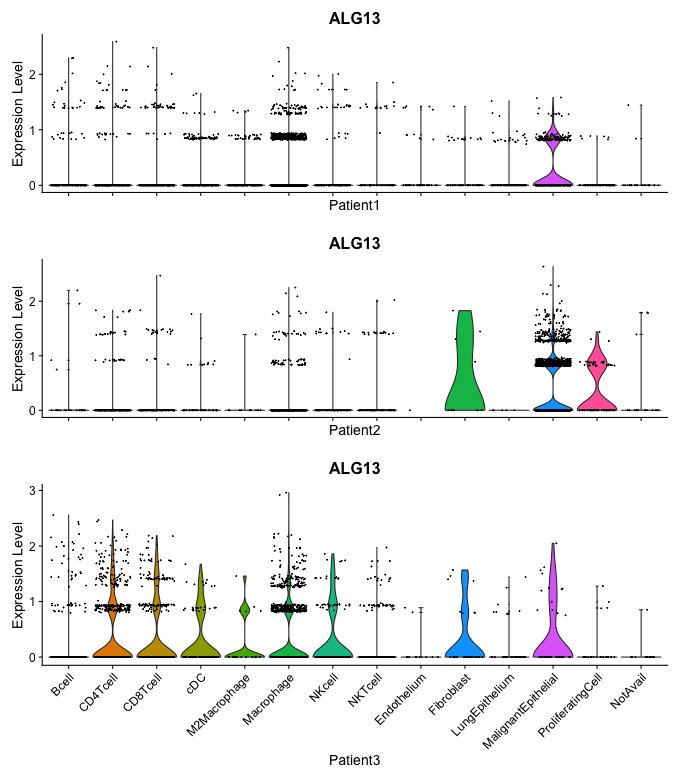 ALG13
Expression Level
2
1
0
Patient1
ALG13
Expression Level
2
1
0
Patient2
ALG13
Expression Level
3
2
1
0
Bcell
CD4Tcell
CD8Tcell
cDC
M2Macrophage
Macrophage
NKcell
NKTcell
Endothelium
Fibroblast
LungEpithelium
MalignantEpithelial
ProliferatingCell
NotAvail
Patient3